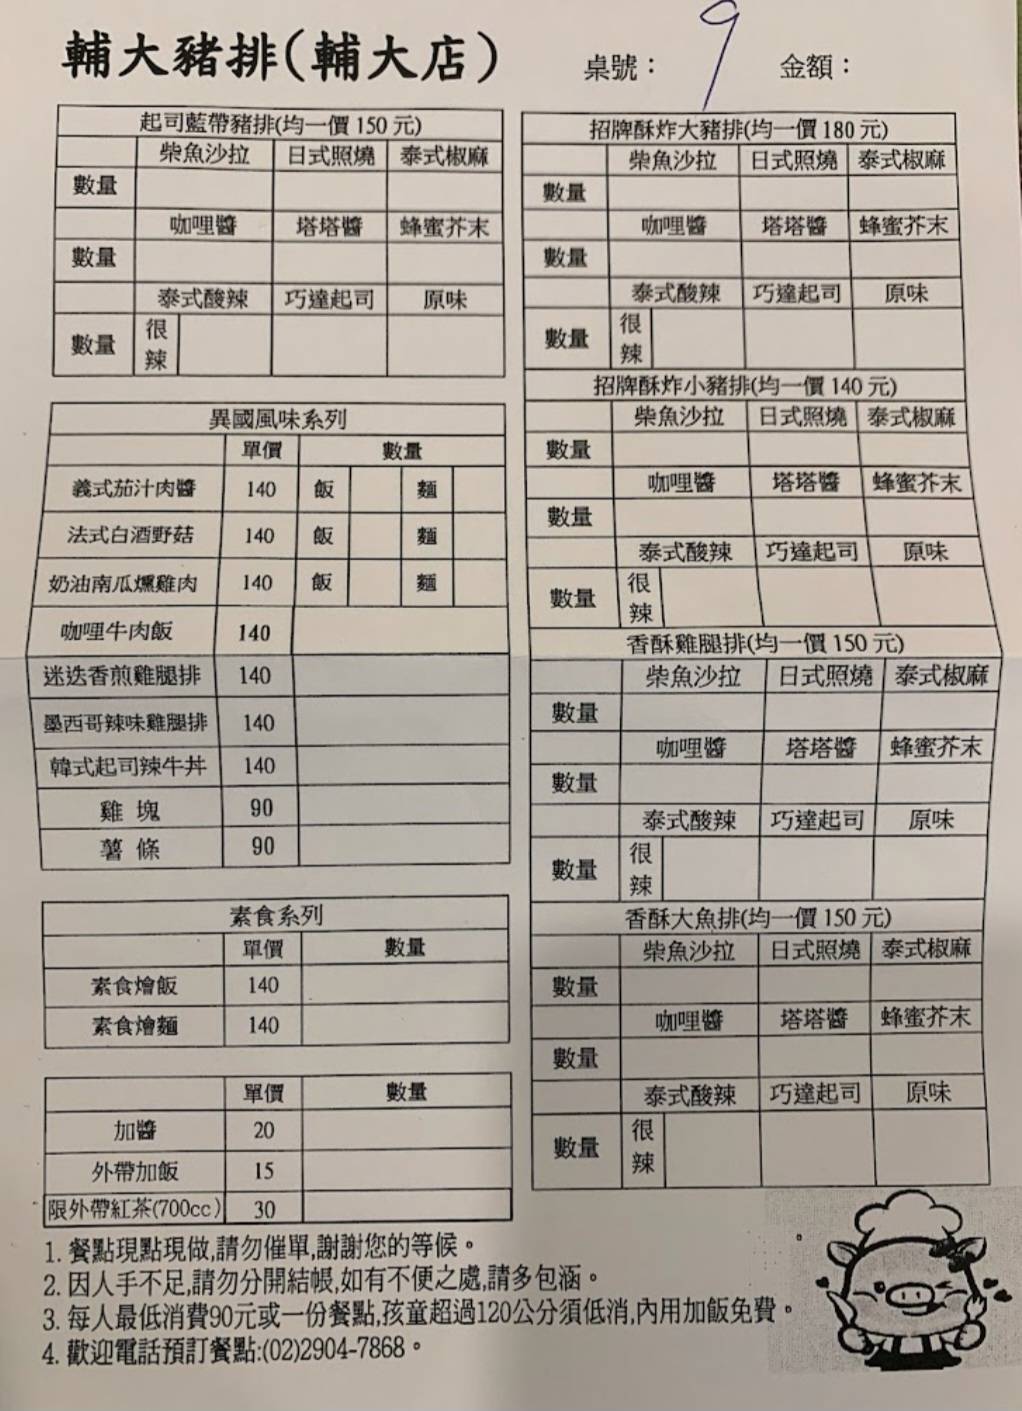 輔大豬排(輔大店)
桌號： 9 金額：
起司藍帶豬排(均一價 150 元)
柴魚沙拉 日式照燒 泰式椒麻
數量
咖哩醬 塔塔醬 蜂蜜芥末
數量
泰式酸辣 巧達起司 原味
數量 很辣
異國風味系列
單價 數量
義式茄汁肉醬 140 飯 麵
法式白酒野菇 140 飯 麵
奶油南瓜燻雞肉 140 飯 麵
咖哩牛肉飯 140
迷迭香煎雞腿排 140
墨西哥辣味雞腿排 140
韓式起司辣牛丼 140
雞 塊 90
薯 條 90
素食系列
單價 數量
素食燴飯 140
素食燴麵 140
單價 數量
加醬 20
外帶加飯 15
限外帶紅茶(700cc) 30
招牌酥炸大豬排(均一價 180 元)
柴魚沙拉 日式照燒 泰式椒麻
數量
咖哩醬 塔塔醬 蜂蜜芥末
數量
泰式酸辣 巧達起司 原味
數量 很辣
招牌酥炸小豬排(均一價 140 元)
柴魚沙拉 日式照燒 泰式椒麻
數量
咖哩醬 塔塔醬 蜂蜜芥末
數量
泰式酸辣 巧達起司 原味
數量 很辣
香酥雞腿排(均一價 150 元)
柴魚沙拉 日式照燒 泰式椒麻
數量
咖哩醬 塔塔醬 蜂蜜芥末
數量
泰式酸辣 巧達起司 原味
數量 很辣
香酥大魚排(均一價 150 元)
柴魚沙拉 日式照燒 泰式椒麻
數量
咖哩醬 塔塔醬 蜂蜜芥末
數量
泰式酸辣 巧達起司 原味
數量 很辣
1. 餐點現點現做,請勿催單,謝謝您的等候。
2. 因人手不足,請勿分開結帳,如有不便之處,請多包涵。
3. 每人最低消費90元或一份餐點,孩童超過120公分須低消,內用加飯免費。
4. 歡迎電話預訂餐點:(02)2904-7868。